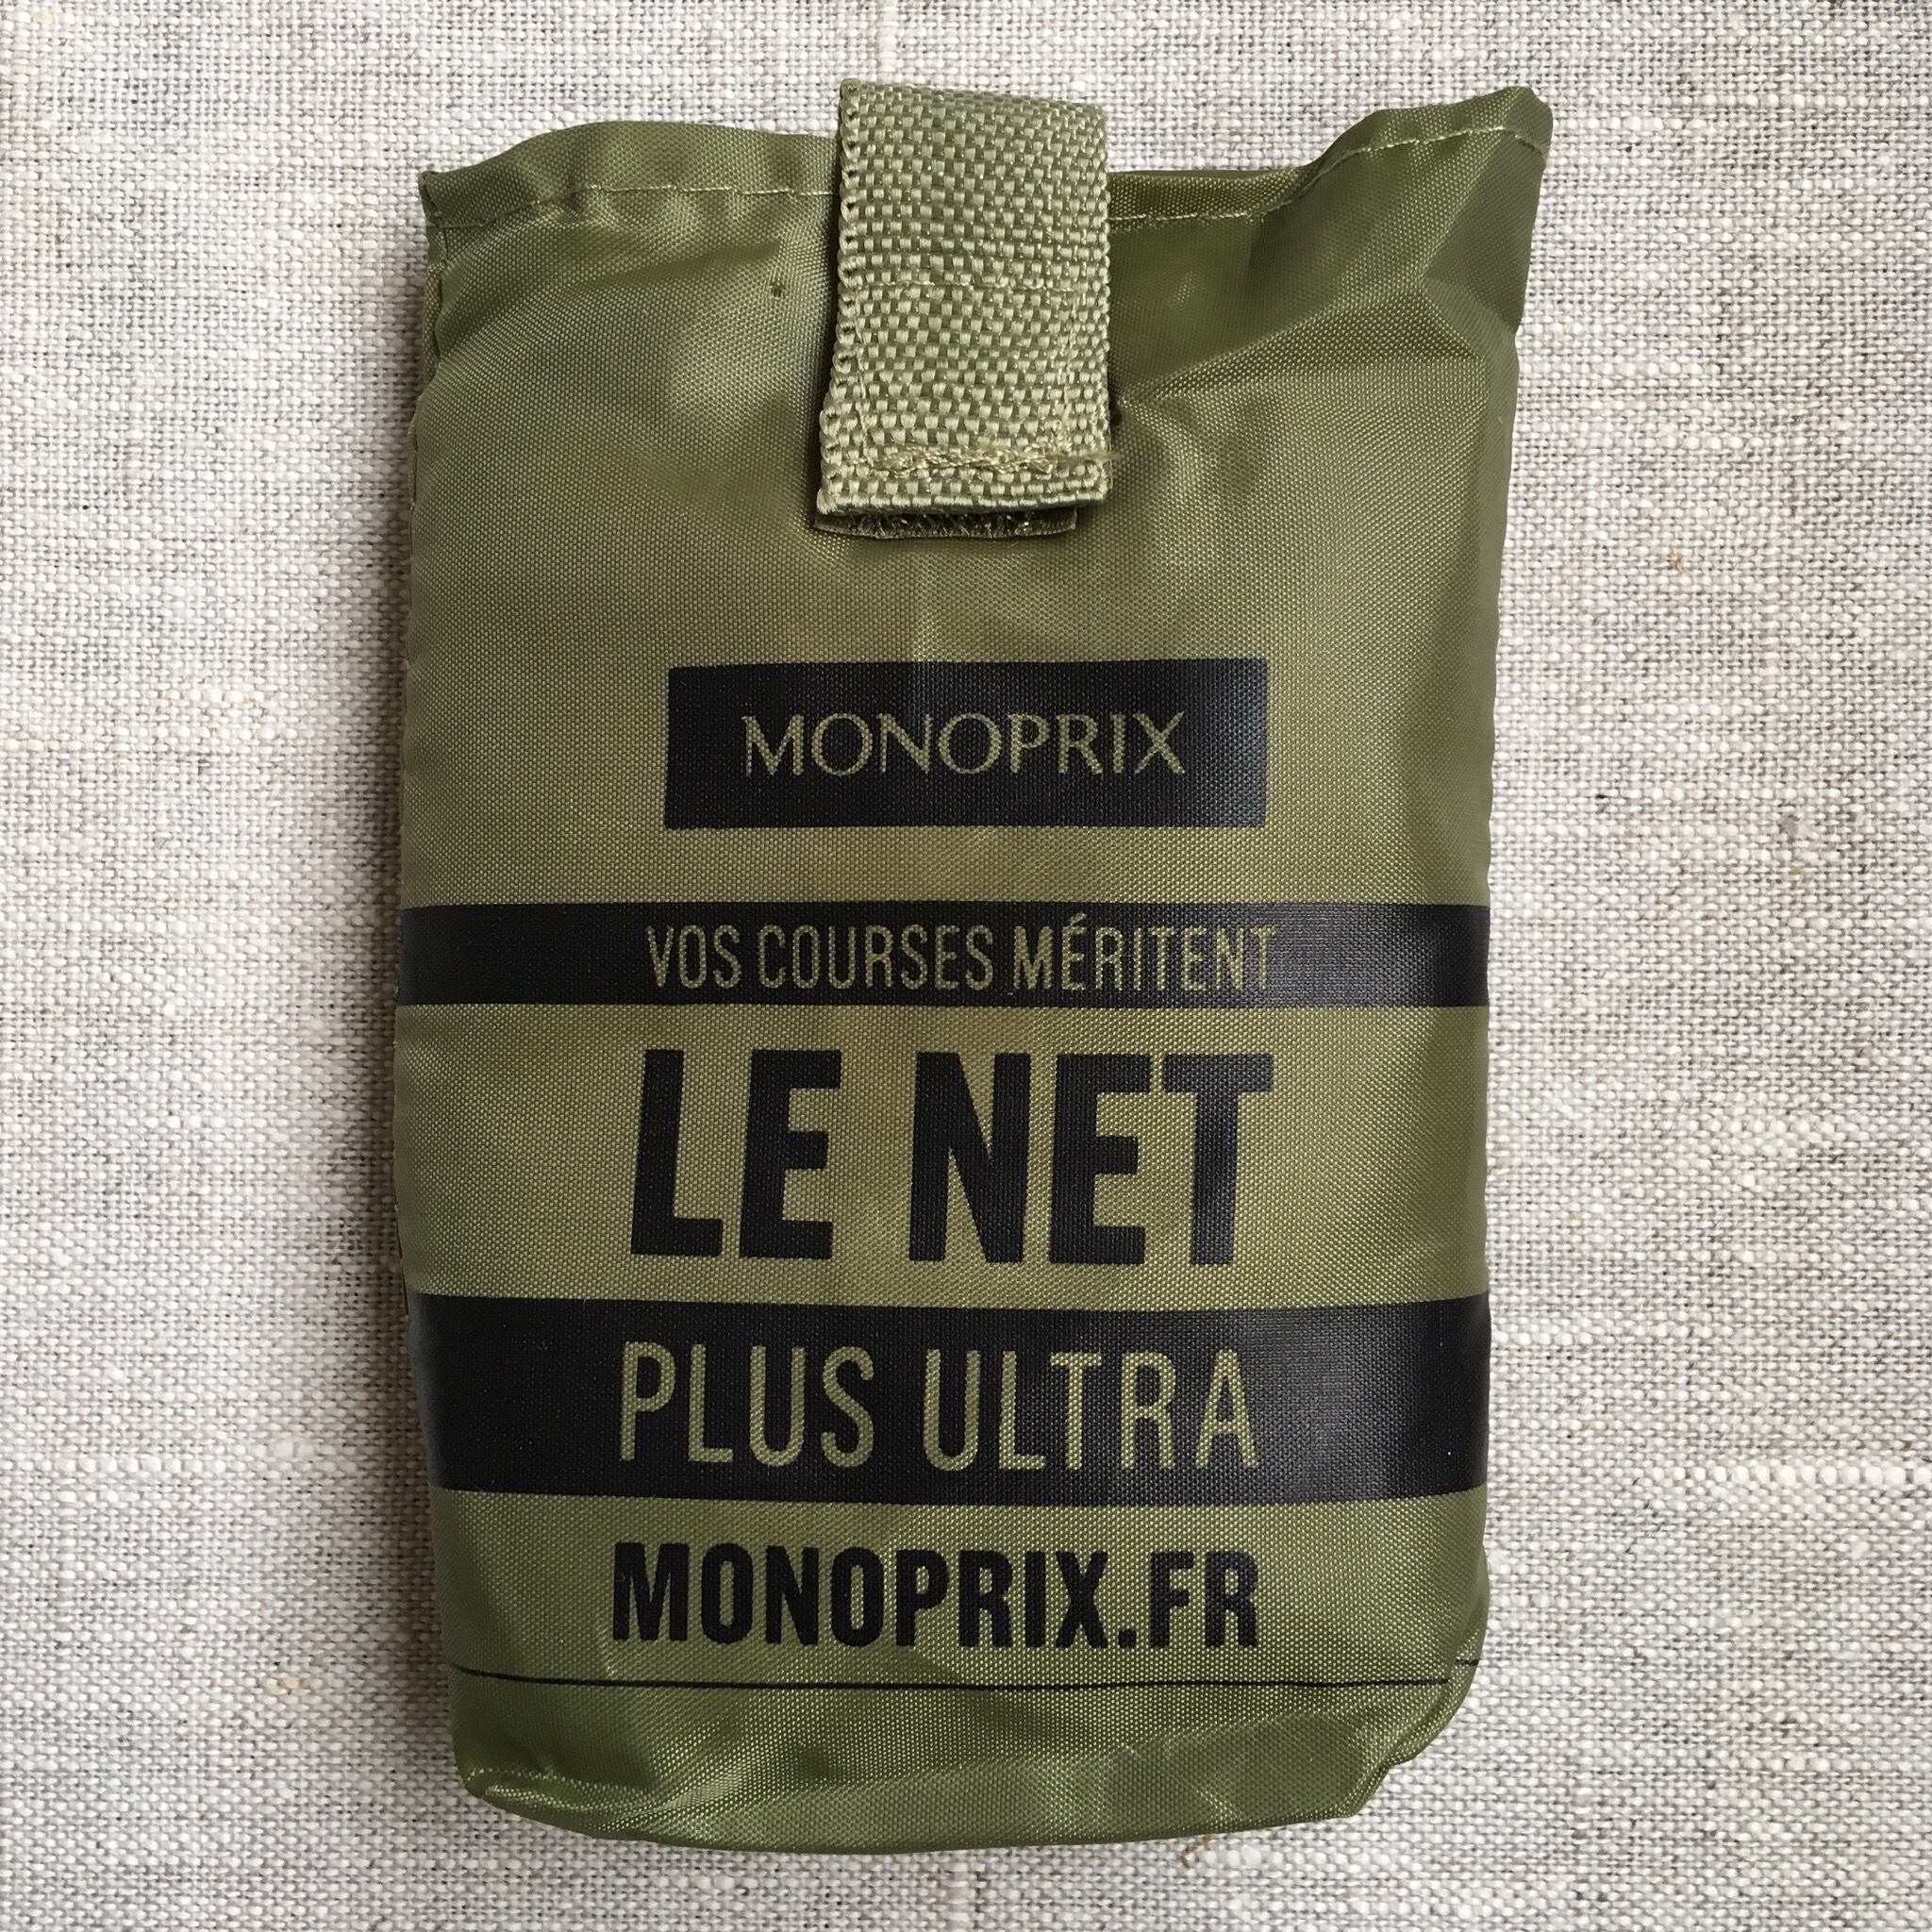 MONOPRIX
VOS COURSES MÉRITENT
LE NET
PLUS ULTRA
MONOPRIX.FR